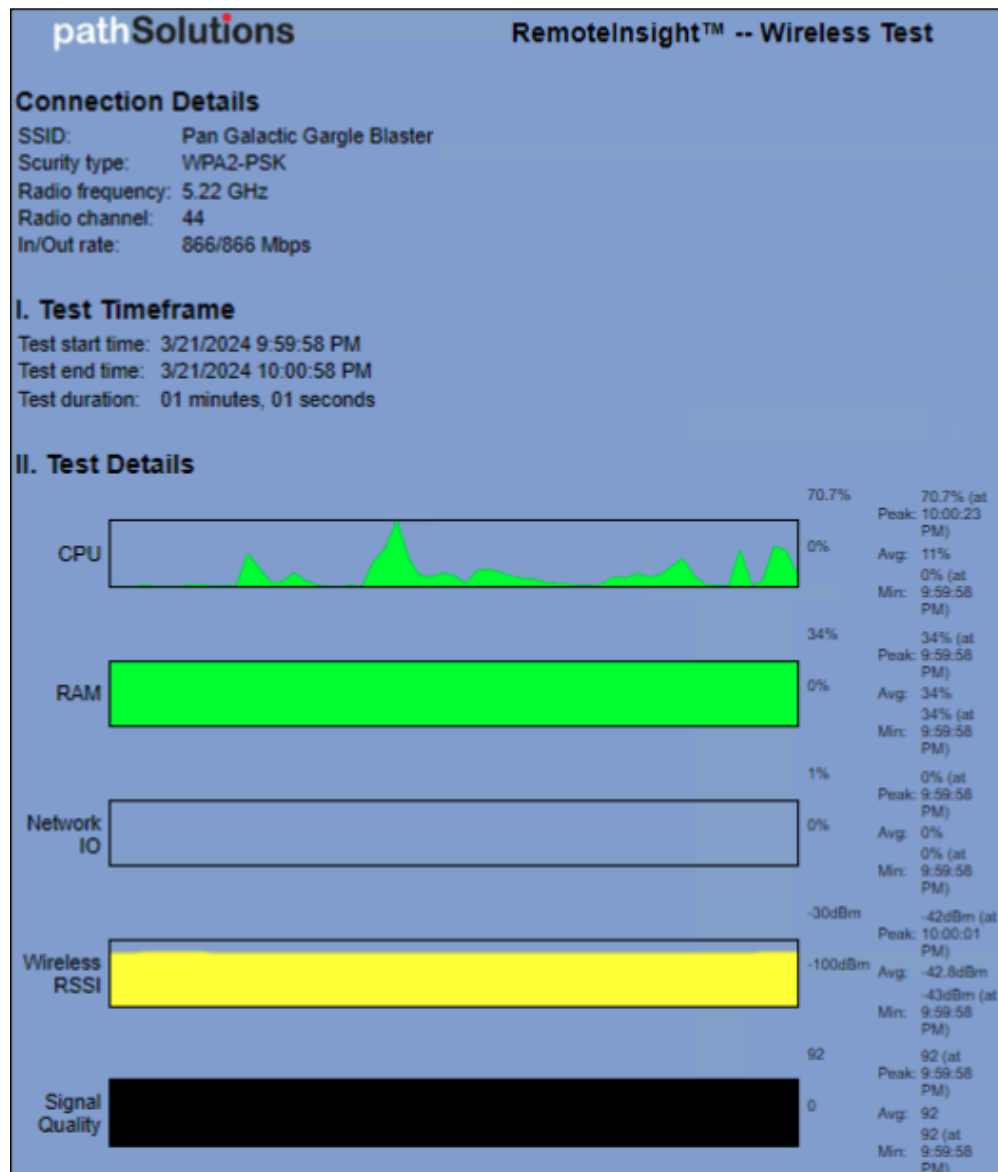 pathSolutions
RemoteInsight™ -- Wireless Test
Connection Details
SSID: Pan Galactic Gargle Blaster
Scurity type: WPA2-PSK
Radio frequency: 5.22 GHz
Radio channel: 44
In/Out rate: 866/866 Mbps
I. Test Timeframe
Test start time: 3/21/2024 9:59:58 PM
Test end time: 3/21/2024 10:00:58 PM
Test duration: 01 minutes, 01 seconds
II. Test Details
CPU
70.7%
0%
Peak: 70.7% (at
10:00:23
PM)
Avg: 11%
Min: 0% (at
9:59:58
PM)
RAM
34%
0%
Peak: 34% (at
9:59:58
PM)
Avg: 34%
Min: 34% (at
9:59:58
PM)
Network
IO
1%
0%
Peak: 0% (at
9:59:58
PM)
Avg: 0%
Min: 0% (at
9:59:58
PM)
Wireless
RSSI
-30dBm
-100dBm
Peak: -42dBm (at
10:00:01
PM)
Avg: -42.8dBm
Min: -43dBm (at
9:59:58
PM)
Signal
Quality
92
0
Peak: 92 (at
9:59:58
PM)
Avg: 92
Min: 92 (at
9:59:58
PM)